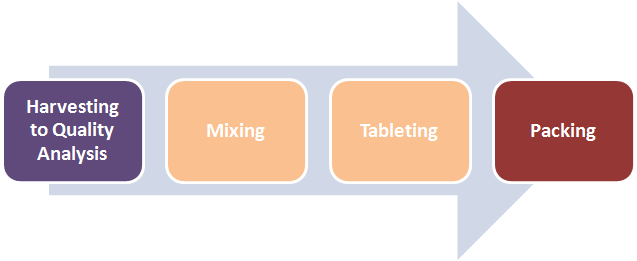 Harvesting
to Quality
Analysis
Mixing
Tableting
Packing